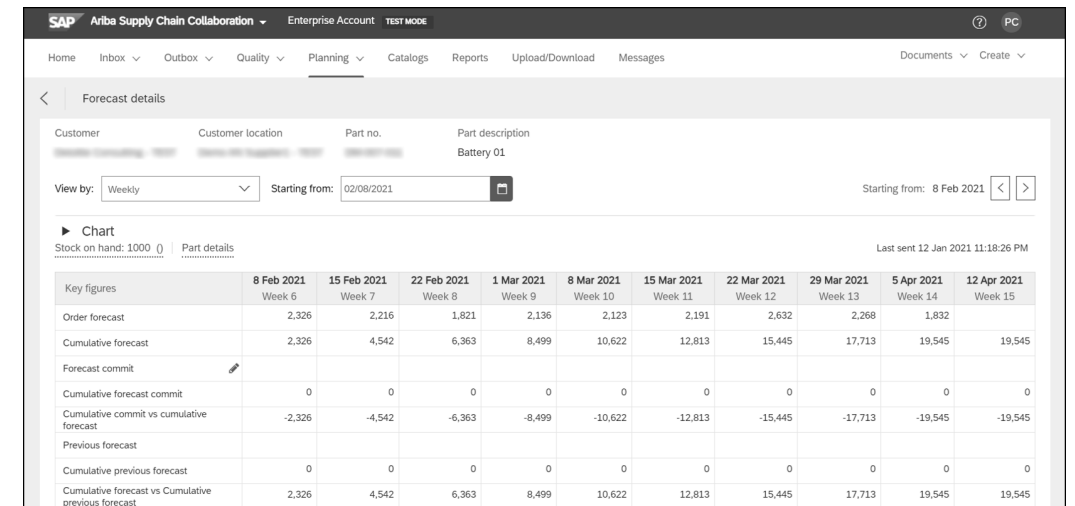 SAP Ariba Supply Chain Collaboration Enterprise Account TEST MODE ? PC
Home Inbox Outbox Quality Planning Catalogs Reports Upload/Download Messages Documents Create
Forecast details
Customer Customer location Part no. Part description
Battery 01
View by: Weekly Starting from: 02/08/2021 Starting from: 8 Feb 2021
Chart
Stock on hand: 1000 () Part details Last sent 12 Jan 2021 11:18:26 PM
Key figures 8 Feb 2021 15 Feb 2021 22 Feb 2021 1 Mar 2021 8 Mar 2021 15 Mar 2021 22 Mar 2021 29 Mar 2021 5 Apr 2021 12 Apr 2021
Week 6 Week 7 Week 8 Week 9 Week 10 Week 11 Week 12 Week 13 Week 14 Week 15
Order forecast 2,326 2,216 1,821 2,136 2,123 2,191 2,632 2,268 1,832
Cumulative forecast 2,326 4,542 6,363 8,499 10,622 12,813 15,445 17,713 19,545 19,545
Forecast commit
Cumulative forecast commit 0 0 0 0 0 0 0 0 0 0
Cumulative commit vs cumulative
forecast -2,326 -4,542 -6,363 -8,499 -10,622 -12,813 -15,445 -17,713 -19,545 -19,545
Previous forecast
Cumulative previous forecast 0 0 0 0 0 0 0 0 0 0
Cumulative forecast vs Cumulative
previous forecast 2,326 4,542 6,363 8,499 10,622 12,813 15,445 17,713 19,545 19,545